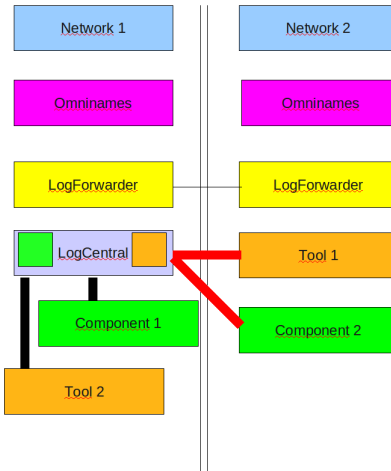 Network 1
Network 2
Omninames
Omninames
LogForwarder
LogForwarder
LogCentral
Tool 1
Component 1
Component 2
Tool 2